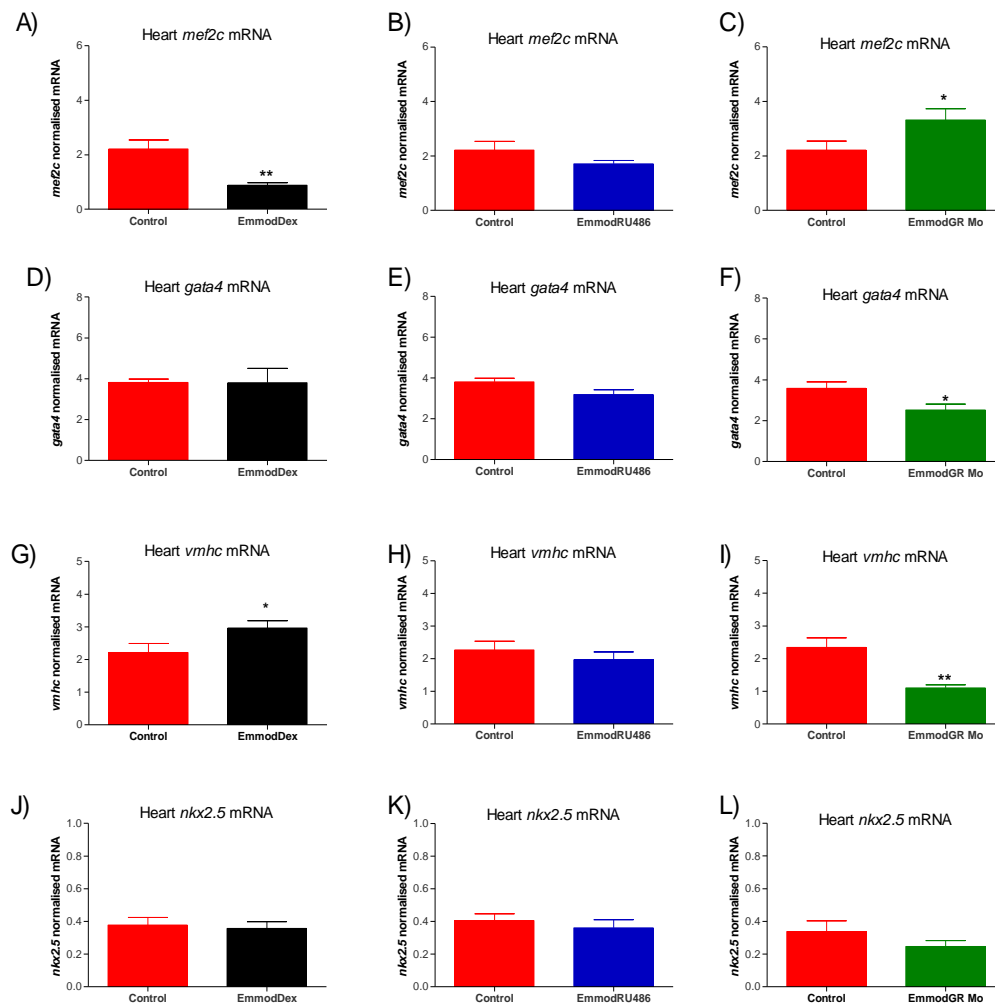 A)
Heart mef2c mRNA
mef2c normalised mRNA
6
4
2
0
Control
EmmodDex
**
B)
Heart mef2c mRNA
mef2c normalised mRNA
6
4
2
0
Control
EmmodRU486
C)
Heart mef2c mRNA
mef2c normalised mRNA
6
4
2
0
Control
EmmodGR Mo
*
D)
Heart gata4 mRNA
gata4 normalised mRNA
8
6
4
2
0
Control
EmmodDex
E)
Heart gata4 mRNA
gata4 normalised mRNA
8
6
4
2
0
Control
EmmodRU486
F)
Heart gata4 mRNA
gata4 normalised mRNA
8
6
4
2
0
Control
EmmodGR Mo
*
G)
Heart vmhc mRNA
vmhc normalised mRNA
5
4
3
2
1
0
Control
EmmodDex
*
H)
Heart vmhc mRNA
vmhc normalised mRNA
5
4
3
2
1
0
Control
EmmodRU486
I)
Heart vmhc mRNA
vmhc normalised mRNA
5
4
3
2
1
0
Control
EmmodGR Mo
**
J)
Heart nkx2.5 mRNA
nkx2.5 normalised mRNA
1.0
0.8
0.6
0.4
0.2
0.0
Control
EmmodDex
K)
Heart nkx2.5 mRNA
nkx2.5 normalised mRNA
1.0
0.8
0.6
0.4
0.2
0.0
Control
EmmodRU486
L)
Heart nkx2.5 mRNA
nkx2.5 normalised mRNA
1.0
0.8
0.6
0.4
0.2
0.0
Control
EmmodGR Mo